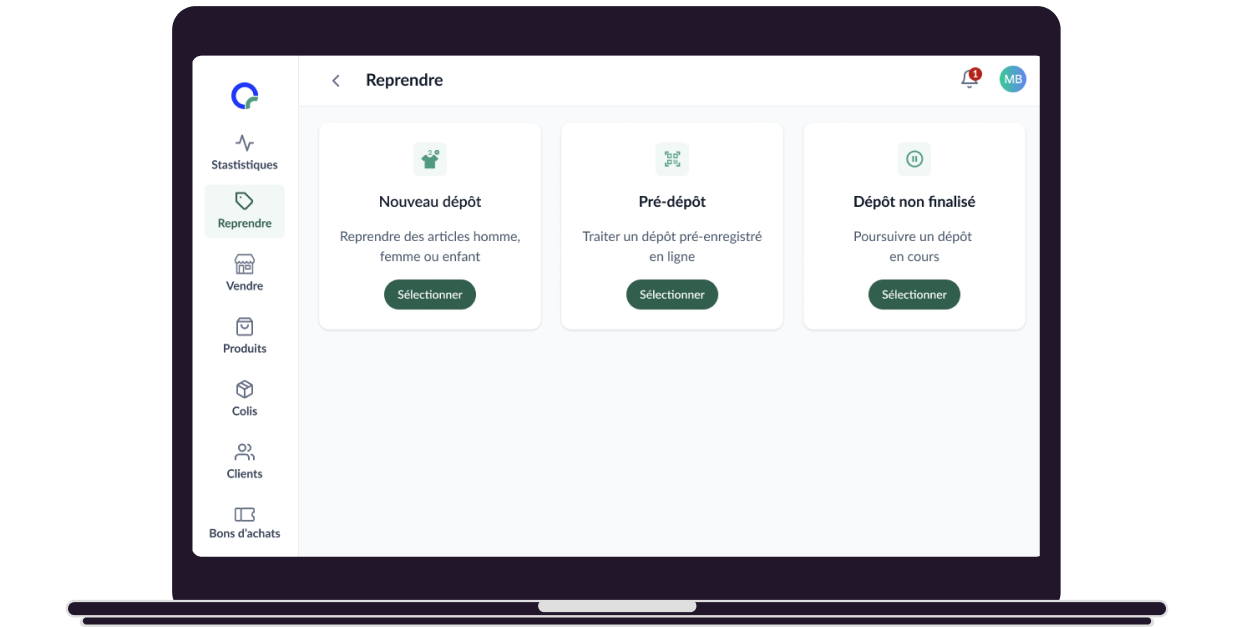 Reprendre
1
MB
Stastistiques
Reprendre
Vendre
Produits
Colis
Clients
Bons d'achats
Nouveau dépôt
Reprendre des articles homme,
femme ou enfant
Sélectionner
Pré-dépôt
Traiter un dépôt pré-enregistré
en ligne
Sélectionner
Dépôt non finalisé
Poursuivre un dépôt
en cours
Sélectionner